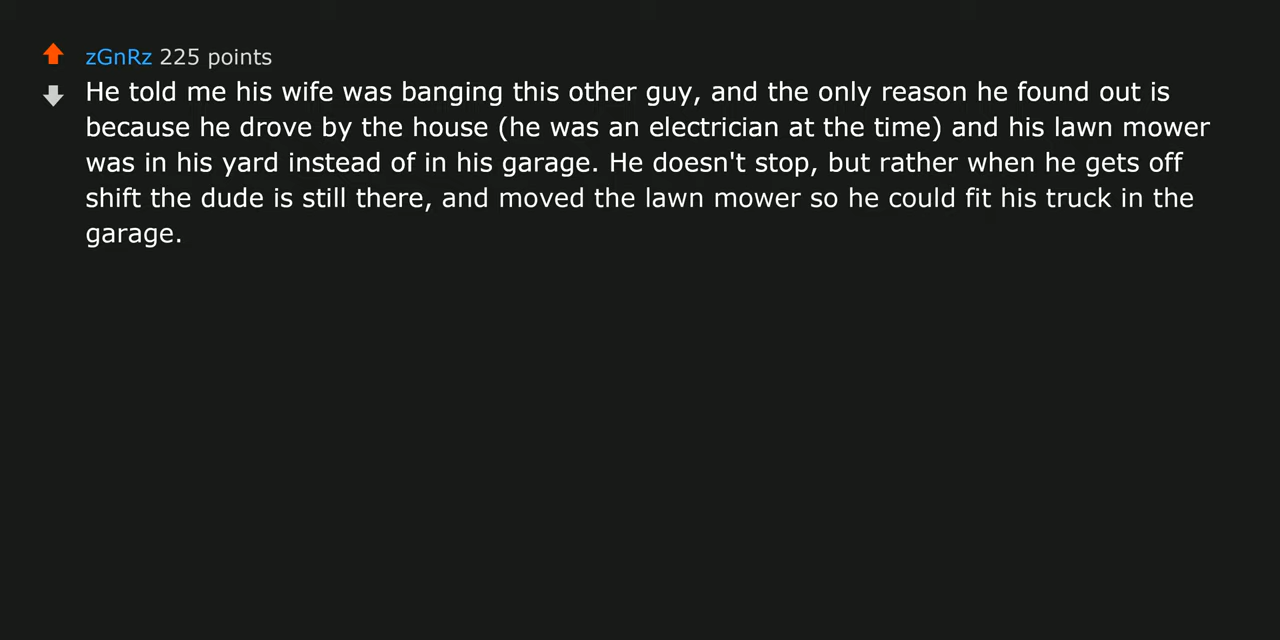 zGnRz 225 points
He told me his wife was banging this other guy, and the only reason he found out is
because he drove by the house (he was an electrician at the time) and his lawn mower
was in his yard instead of in his garage. He doesn't stop, but rather when he gets off
shift the dude is still there, and moved the lawn mower so he could fit his truck in the
garage.